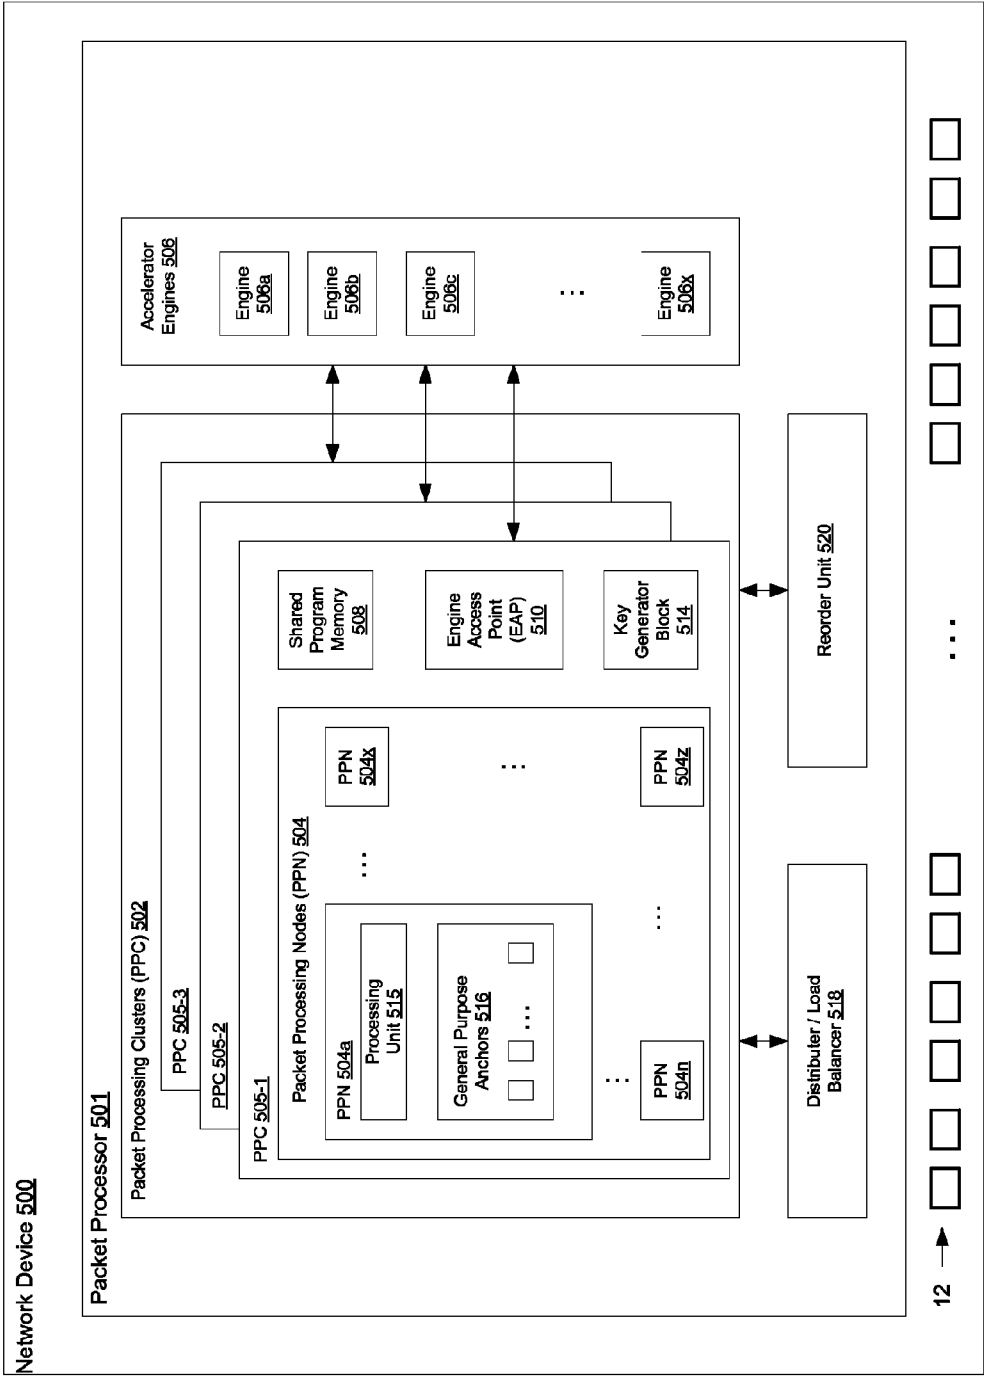 Network Device 500
Packet Processor 501
Packet Processing Clusters (PPC) 502
PPC 505-3
PPC 505-2
PPC 505-1
Packet Processing Nodes (PPN) 504
PPN 504a
Processing
Unit 515
General Purpose
Anchors 516
...
...
PPN
504x
...
PPN
504n
...
...
PPN
504z
Shared
Program
Memory
508
Engine
Access
Point
(EAP)
510
Key
Generator
Block
514
Accelerator
Engines 506
Engine
506a
Engine
506b
Engine
506c
...
Engine
506x
Distributer / Load
Balancer 518
Reorder Unit 520
12
...